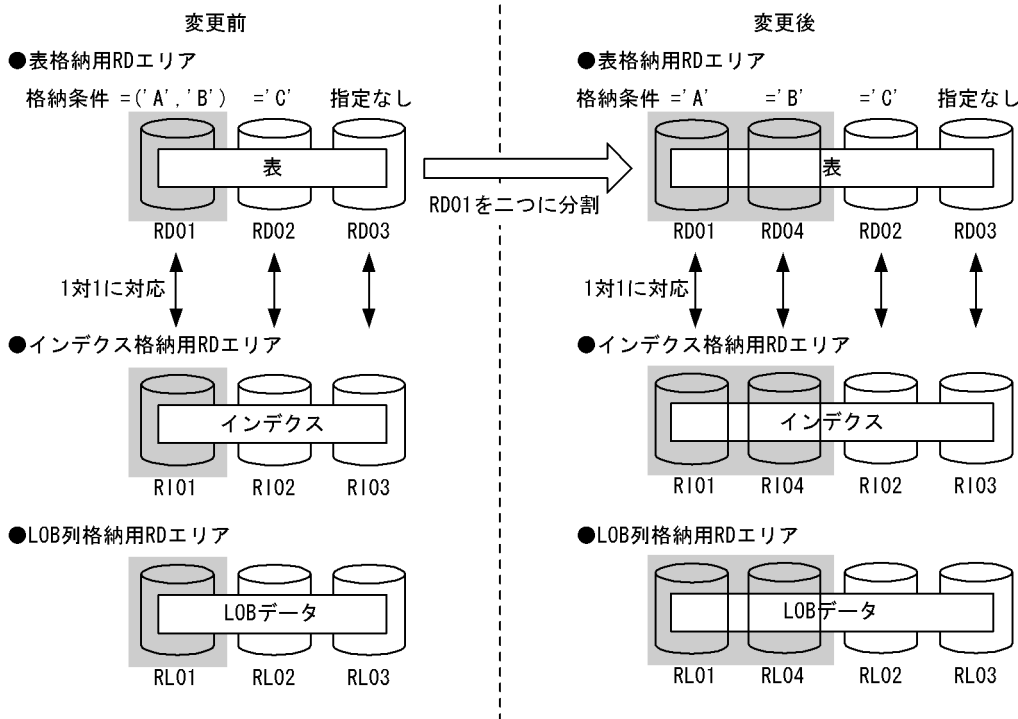 変更前
●表格納用RDエリア
格納条件 =('A','B') ='C' 指定なし
表
RD01 RD02 RD03
1対1に対応
●インデクス格納用RDエリア
インデクス
RI01 RI02 RI03
●LOB列格納用RDエリア
LOBデータ
RL01 RL02 RL03
RD01を二つに分割
変更後
●表格納用RDエリア
格納条件 ='A' ='B' ='C' 指定なし
表
RD01 RD04 RD02 RD03
1対1に対応
●インデクス格納用RDエリア
インデクス
RI01 RI04 RI02 RI03
●LOB列格納用RDエリア
LOBデータ
RL01 RL04 RL02 RL03